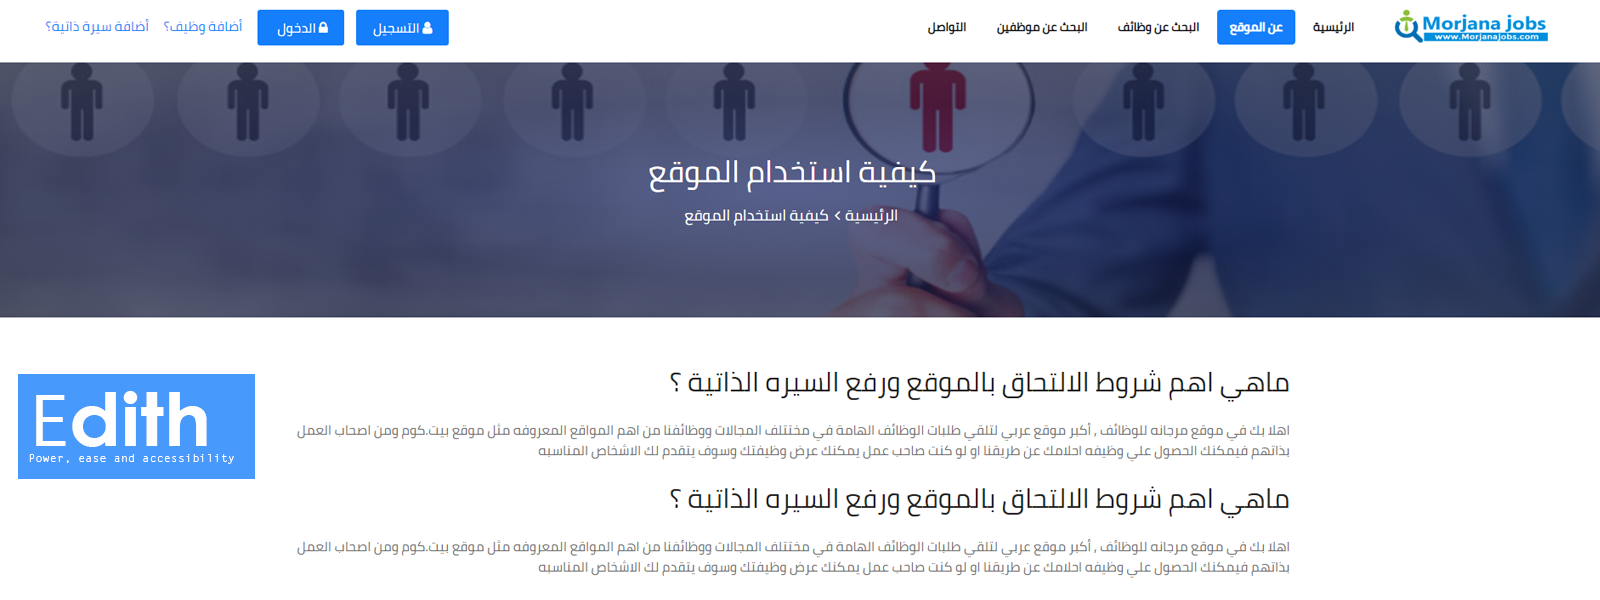 Morjana jobs
www.Morjanajobs.com
الرئيسية
عن الموقع
البحث عن وظائف
البحث عن موظفين
التواصل
التسجيل
الدخول
أضافة وظيف؟
أضافة سيرة ذاتية؟
كيفية استخدام الموقع
الرئيسية > كيفية استخدام الموقع
ماهي اهم شروط الالتحاق بالموقع ورفع السيره الذاتية ؟
اهلا بك في موقع مرجانه للوظائف , أكبر موقع عربي لتلقي طلبات الوظائف الهامة في مختتلف المجالات ووظائفنا من اهم المواقع المعروفه مثل موقع بيت.كوم ومن اصحاب العمل
بذاتهم فيمكنك الحصول علي وظيفه احلامك عن طريقنا او لو كنت صاحب عمل يمكنك عرض وظيفتك وسوف يتقدم لك الاشخاص المناسبه
ماهي اهم شروط الالتحاق بالموقع ورفع السيره الذاتية ؟
اهلا بك في موقع مرجانه للوظائف , أكبر موقع عربي لتلقي طلبات الوظائف الهامة في مختتلف المجالات ووظائفنا من اهم المواقع المعروفه مثل موقع بيت.كوم ومن اصحاب العمل
بذاتهم فيمكنك الحصول علي وظيفه احلامك عن طريقنا او لو كنت صاحب عمل يمكنك عرض وظيفتك وسوف يتقدم لك الاشخاص المناسبه
Edith
Power, ease and accessibility